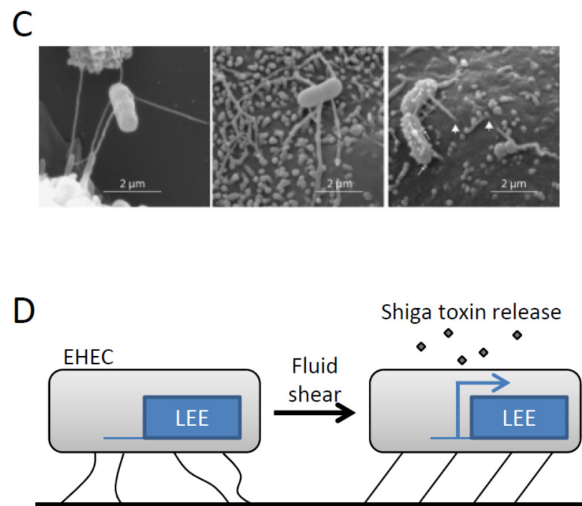 C
2 µm
2 µm
2 µm
D
Shiga toxin release
EHEC
Fluid
shear
LEE
LEE